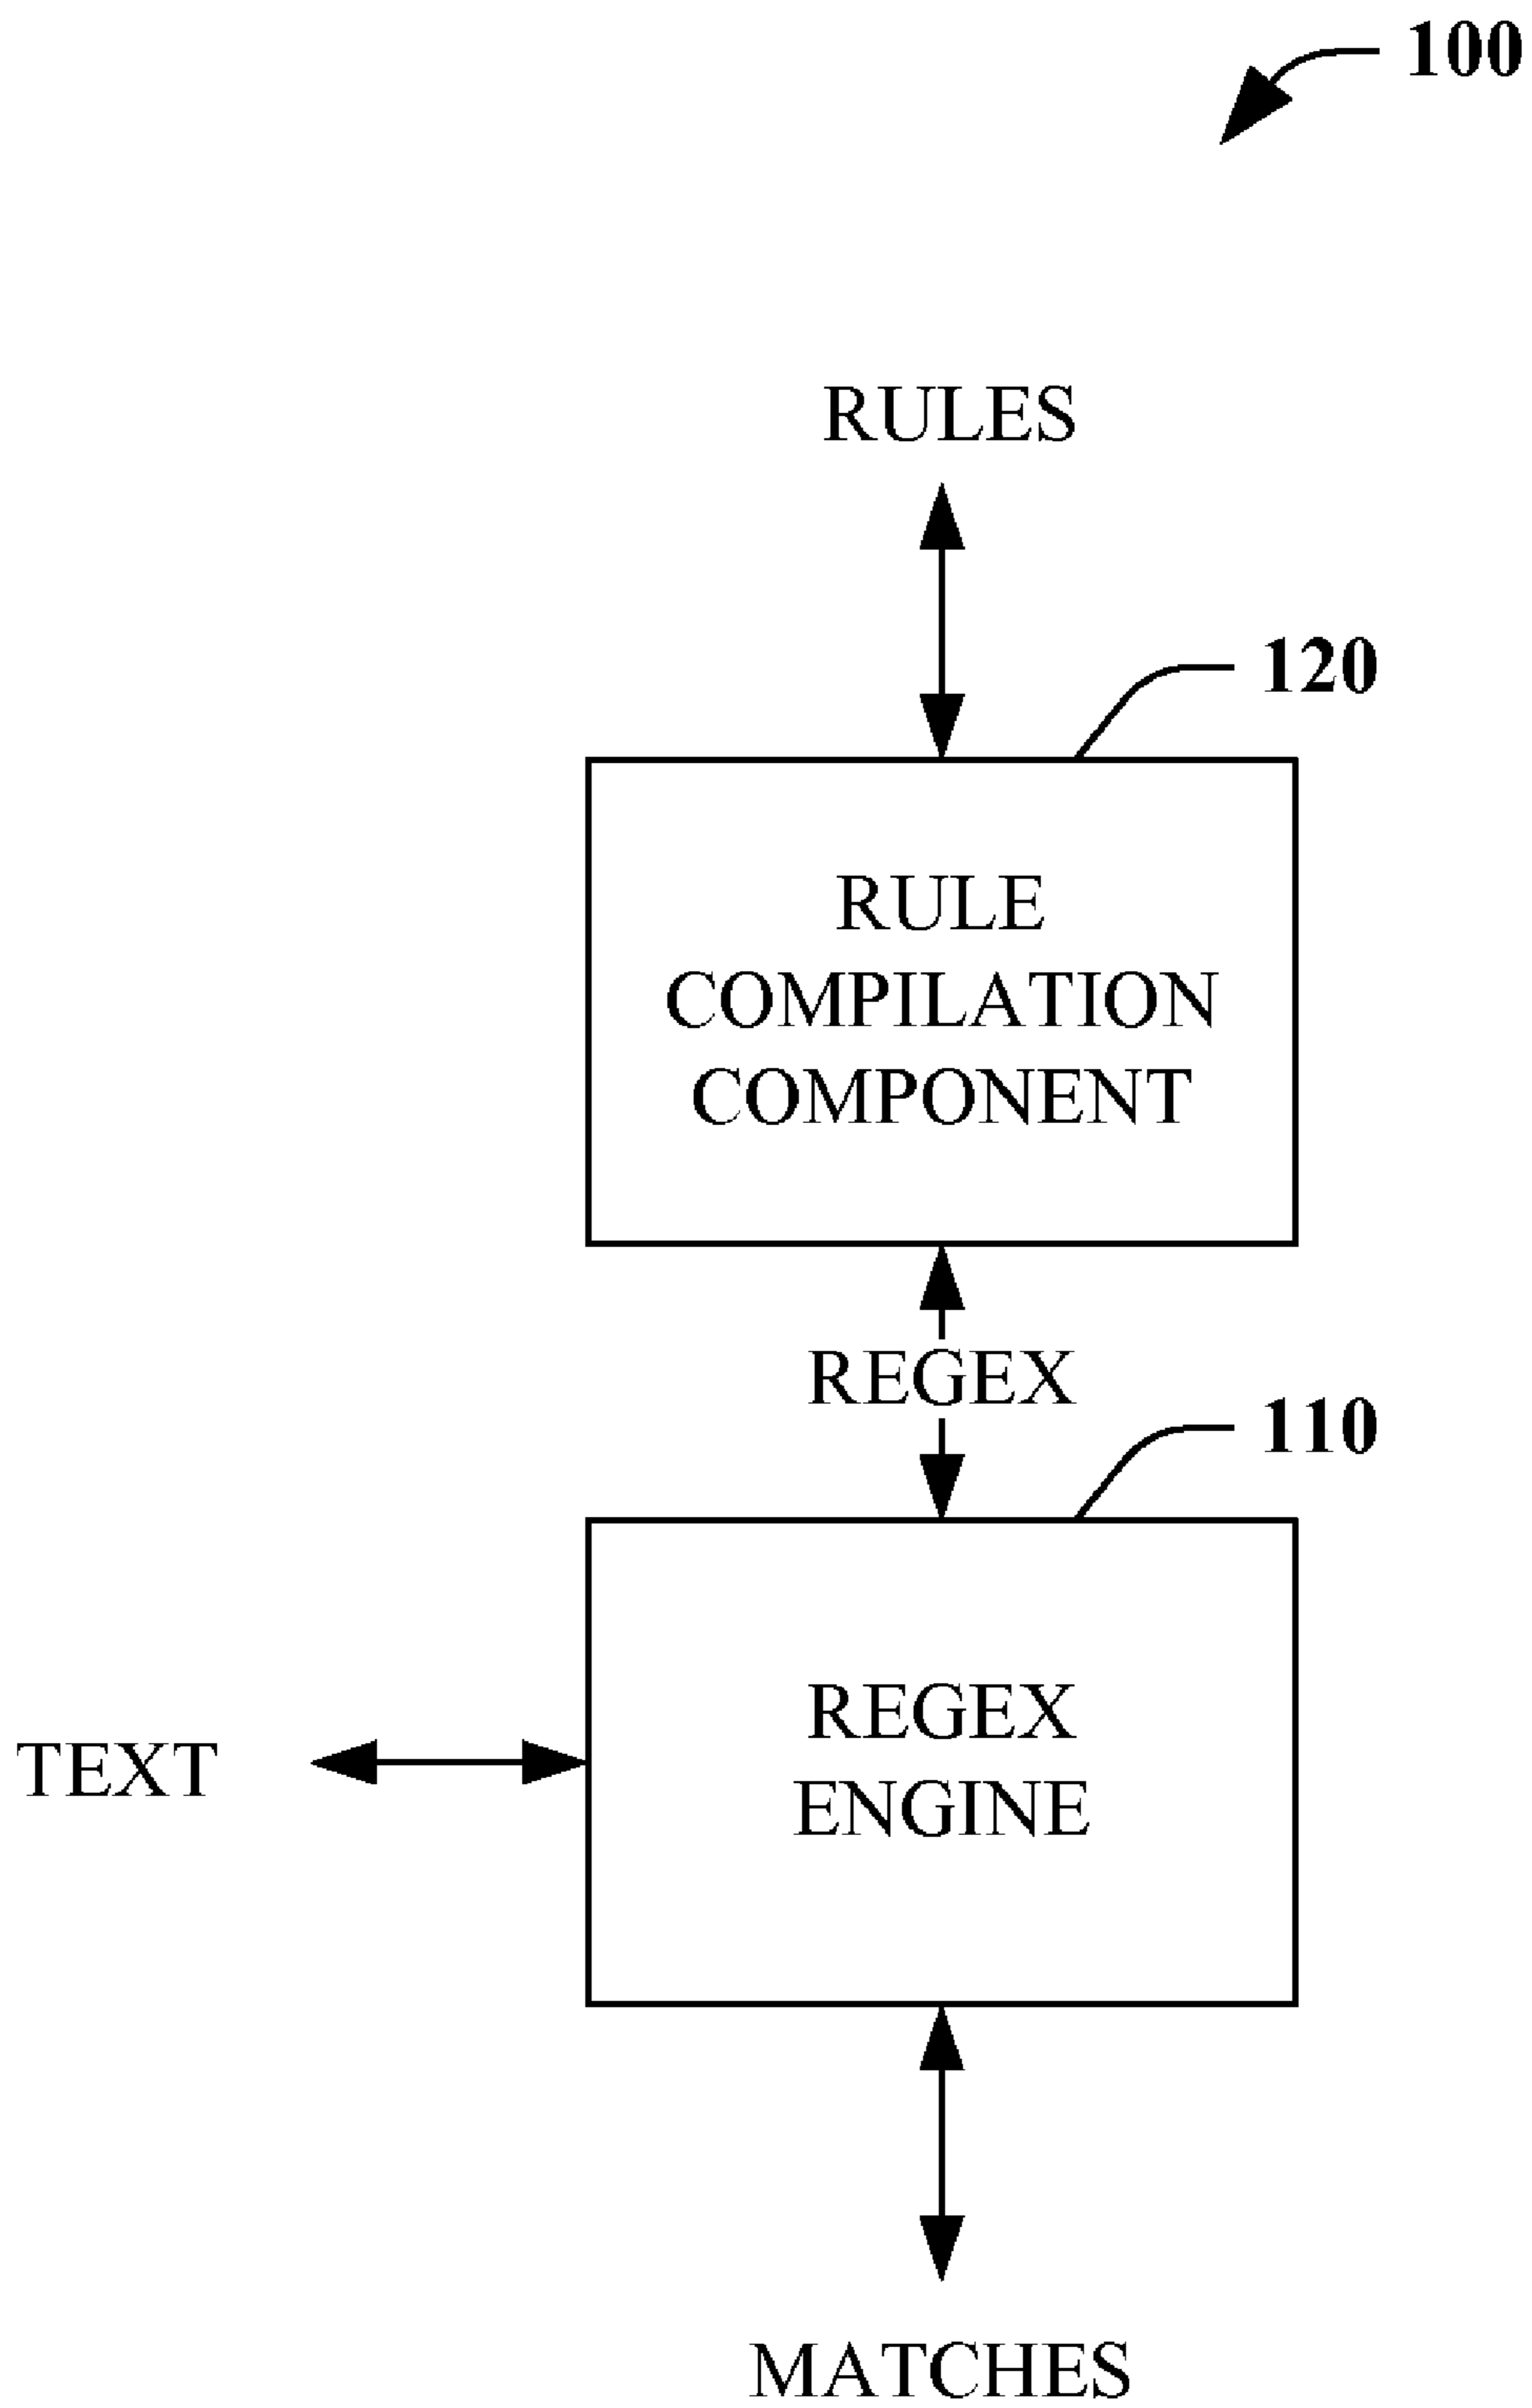 100
RULES
120
RULE
COMPILATION
COMPONENT
REGEX
110
REGEX
ENGINE
TEXT
MATCHES